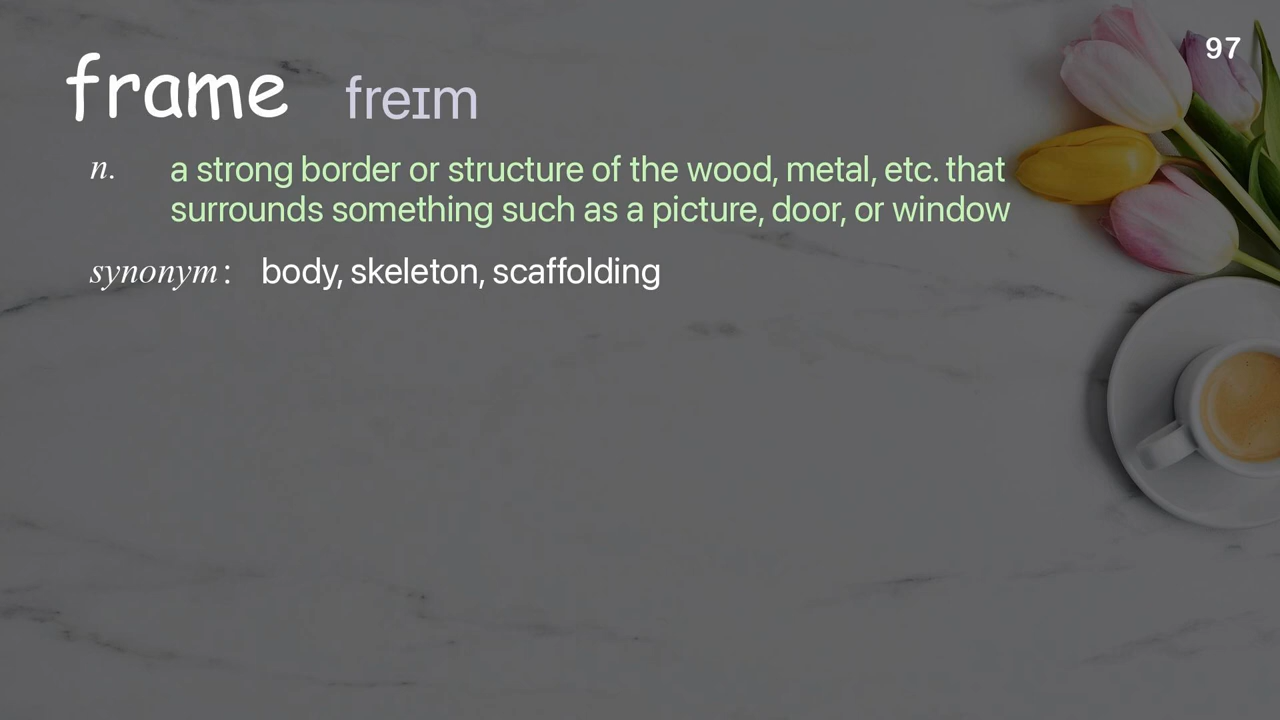 97
frame freɪm
n. a strong border or structure of the wood, metal, etc. that
surrounds something such as a picture, door, or window
synonym: body, skeleton, scaffolding